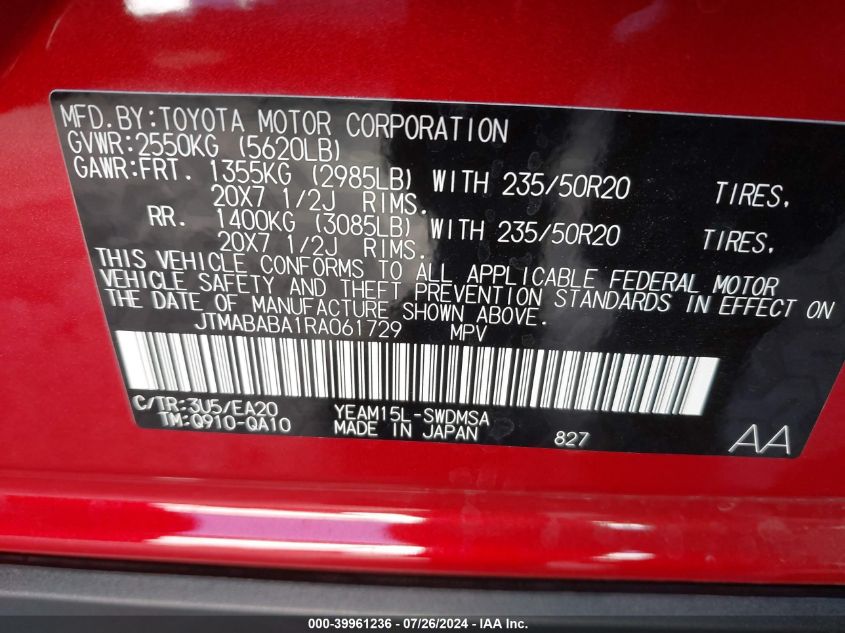 MFD.BY:TOYOTA MOTOR CORPORATION
GVWR:2550KG (5620LB)
GAWR:FRT. 1355KG (2985LB) WITH 235/50R20 TIRES,
20X7 1/2J RIMS.
RR. 1400KG (3085LB) WITH 235/50R20 TIRES,
20X7 1/2J RIMS.
THIS VEHICLE CONFORMS TO ALL APPLICABLE FEDERAL MOTOR
VEHICLE SAFETY AND THEFT PREVENTION STANDARDS IN EFFECT ON
THE DATE OF MANUFACTURE SHOWN ABOVE.
JTMABABA1RA061729 MPV
C/TR:3U5/EA20 YEAM15L-SWDMSA
TM:Q910-QA10 MADE IN JAPAN 827 AA
000-39961236 - 07/26/2024 - IAA Inc.